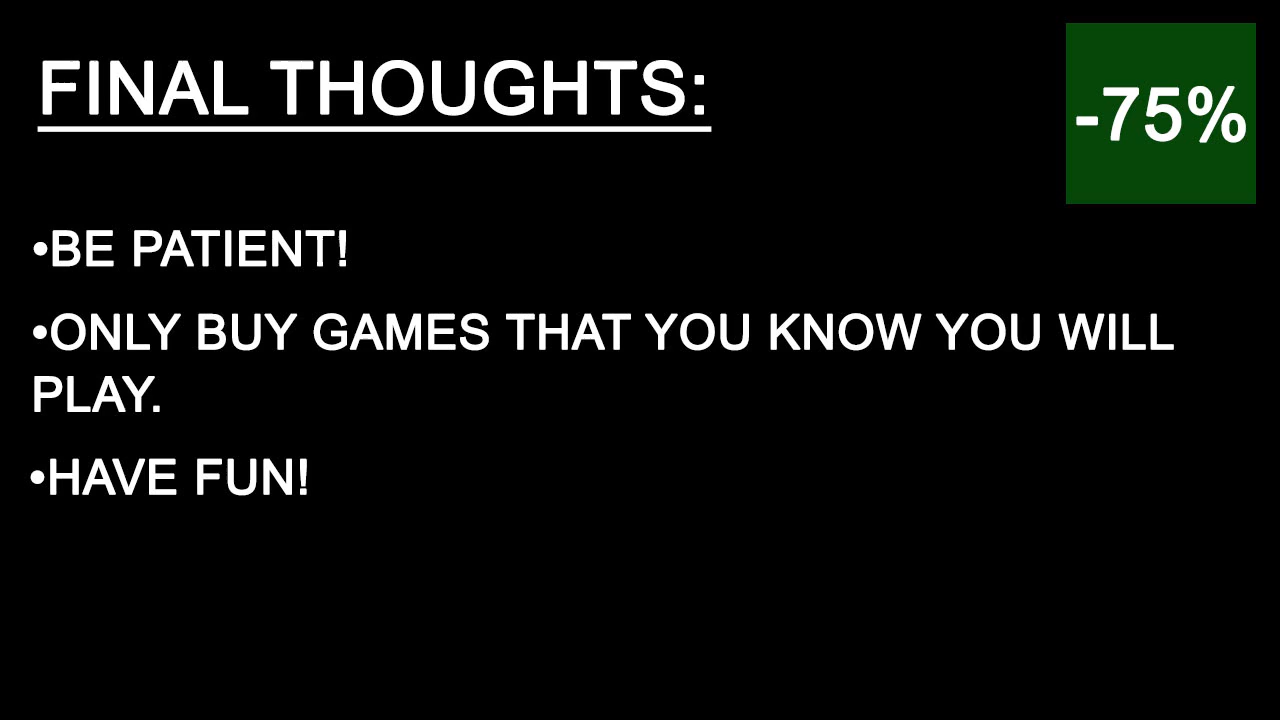 FINAL THOUGHTS:
-75%
•BE PATIENT!
•ONLY BUY GAMES THAT YOU KNOW YOU WILL
PLAY.
•HAVE FUN!